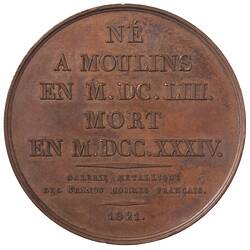 NÉ
A MOULINS
EN M.DC.LIII.
MORT
EN M.DCC.XXXIV.
GALERIE METALLIQUE
DES GRANDS HOMMES FRANÇAIS.
1821.